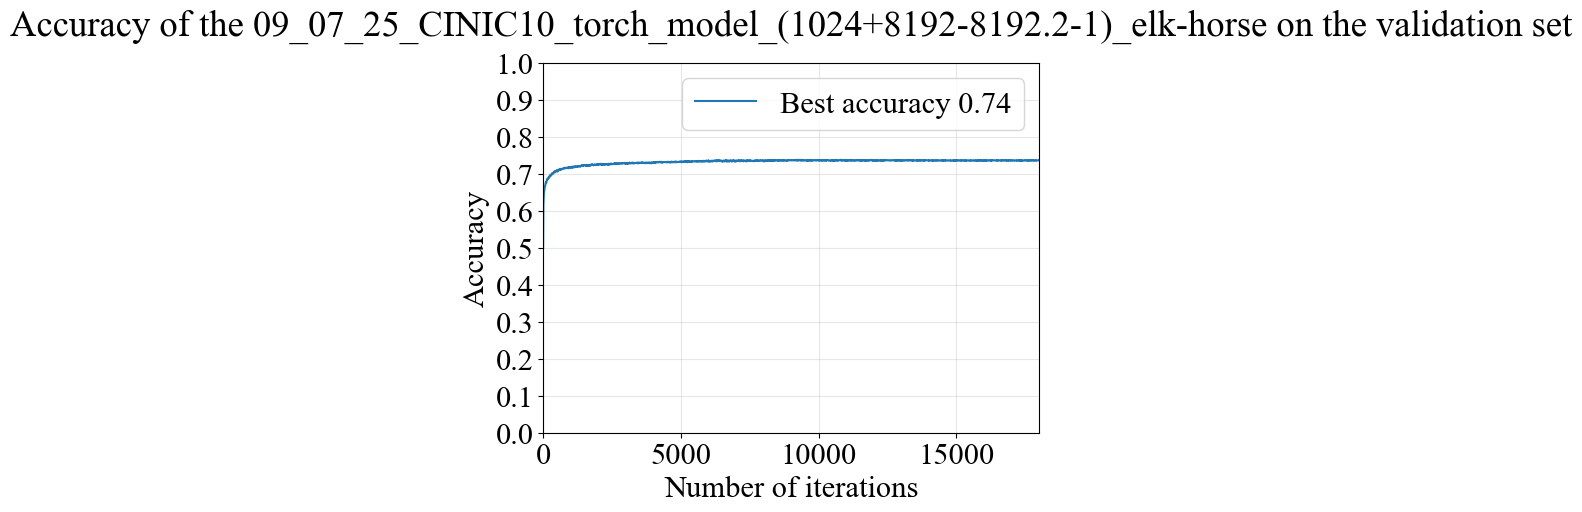 Accuracy of the 09_07_25_CINIC10_torch_model_(1024+8192-8192.2-1)_elk-horse on the validation set
1.0
0.9
0.8
0.7
0.6
0.5
0.4
0.3
0.2
0.1
0.0
Accuracy
Best accuracy 0.74
0 5000 10000 15000
Number of iterations